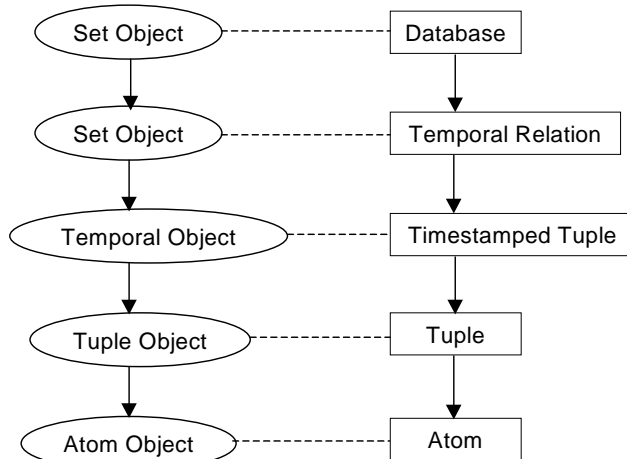 Set Object
Database
Set Object
Temporal Relation
Temporal Object
Timestamped Tuple
Tuple Object
Tuple
Atom Object
Atom